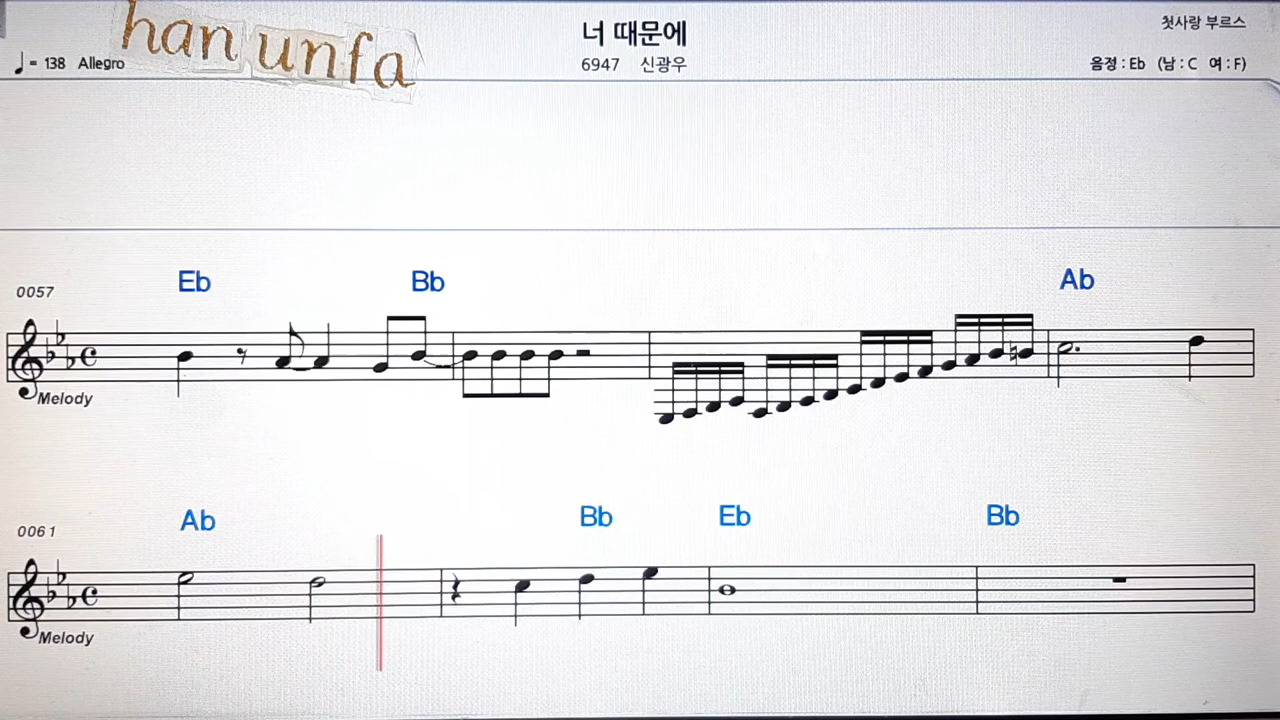 han unfa
너 때문에
첫사랑 부르스
♩= 138 Allegro
6947 신광우
음정 : Eb (남 : C 여 : F)
Eb Bb Ab
0057
Melody
Ab Bb Eb Bb
0061
Melody